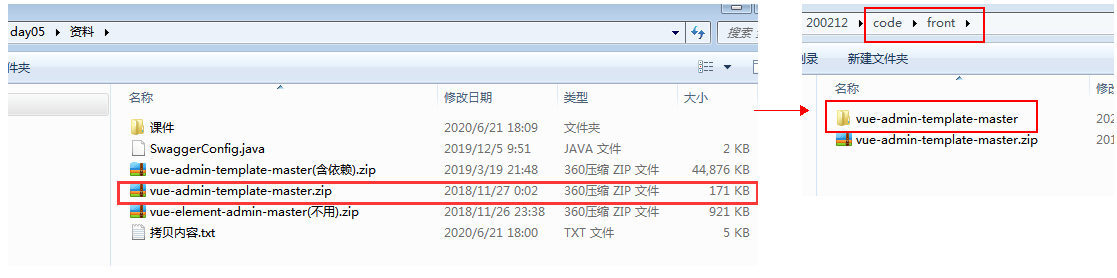 day05 资料
搜索
件夹
名称 修改日期 类型 大小
课件 2020/6/21 18:09 文件夹
SwaggerConfig.java 2019/12/5 9:51 JAVA 文件 2 KB
vue-admin-template-master(含依赖).zip 2019/3/19 21:48 360压缩 ZIP 文件 44,876 KB
vue-admin-template-master.zip 2018/11/27 0:02 360压缩 ZIP 文件 171 KB
vue-element-admin-master(不用).zip 2018/11/26 23:38 360压缩 ZIP 文件 921 KB
拷贝内容.txt 2020/6/21 18:00 TXT 文件 5 KB
200212 code front
录 新建文件夹
名称 修
vue-admin-template-master 202
vue-admin-template-master.zip 201